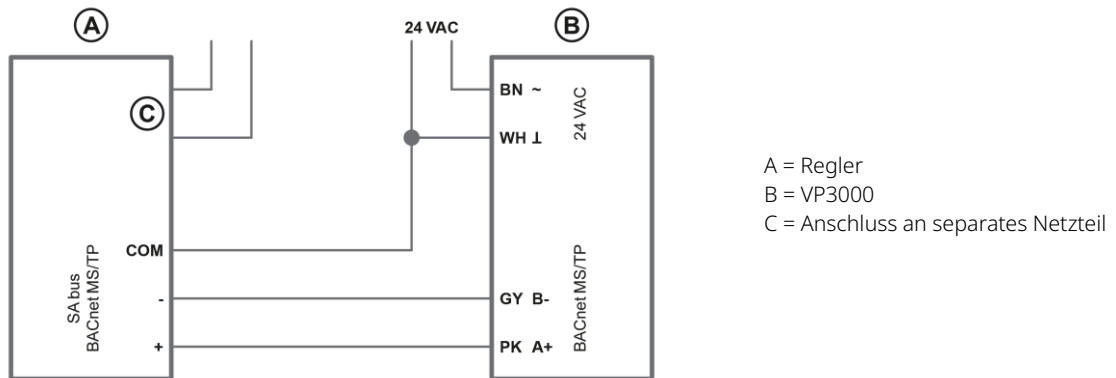 A
24 VAC
B
C
BN ~
WH ⊥
24 VAC
COM
-
+
SA bus
BACnet MS/TP
GY B-
PK A+
BACnet MS/TP
A = Regler
B = VP3000
C = Anschluss an separates Netzteil